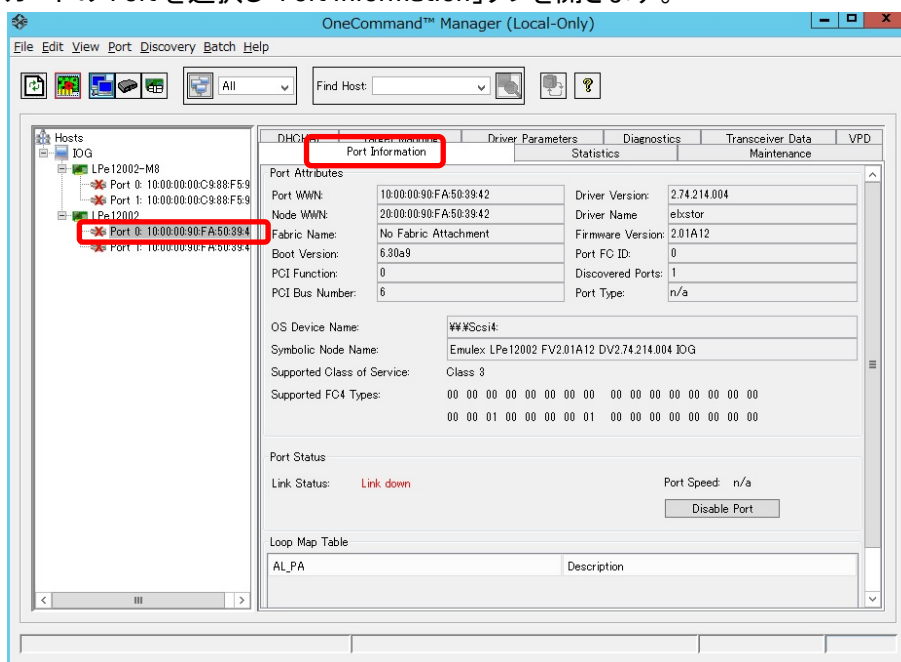 OneCommand™ Manager (Local-Only)
File Edit View Port Discovery Batch Help
All
Find Host:
Hosts
IOG
LPe12002-M8
Port 0: 10:00:00:00:C9:88:F5:9
Port 1: 10:00:00:00:C9:88:F5:9
LPe12002
Port 0: 10:00:00:90:FA:50:39:4
Port 1: 10:00:00:90:FA:50:39:4
Driver Parameters Diagnostics Transceiver Data VPD
Port Information Statistics Maintenance
Port Attributes
Port WWN: 10:00:00:90:FA:50:39:42 Driver Version: 2.74.214.004
Node WWN: 20:00:00:90:FA:50:39:42 Driver Name elxstor
Fabric Name: No Fabric Attachment Firmware Version: 2.01A12
Boot Version: 6.30a9 Port FC ID: 0
PCI Function: 0 Discovered Ports: 1
PCI Bus Number: 6 Port Type: n/a
OS Device Name: ¥¥.¥Scsi4:
Symbolic Node Name: Emulex LPe12002 FV2.01A12 DV2.74.214.004 IOG
Supported Class of Service: Class 3
Supported FC4 Types: 00 00 00 00 00 00 00 00 00 00 00 00 00 00 00 00
00 00 01 00 00 00 00 01 00 00 00 00 00 00 00 00
Port Status
Link Status: Link down Port Speed: n/a
Disable Port
Loop Map Table
AL_PA Description